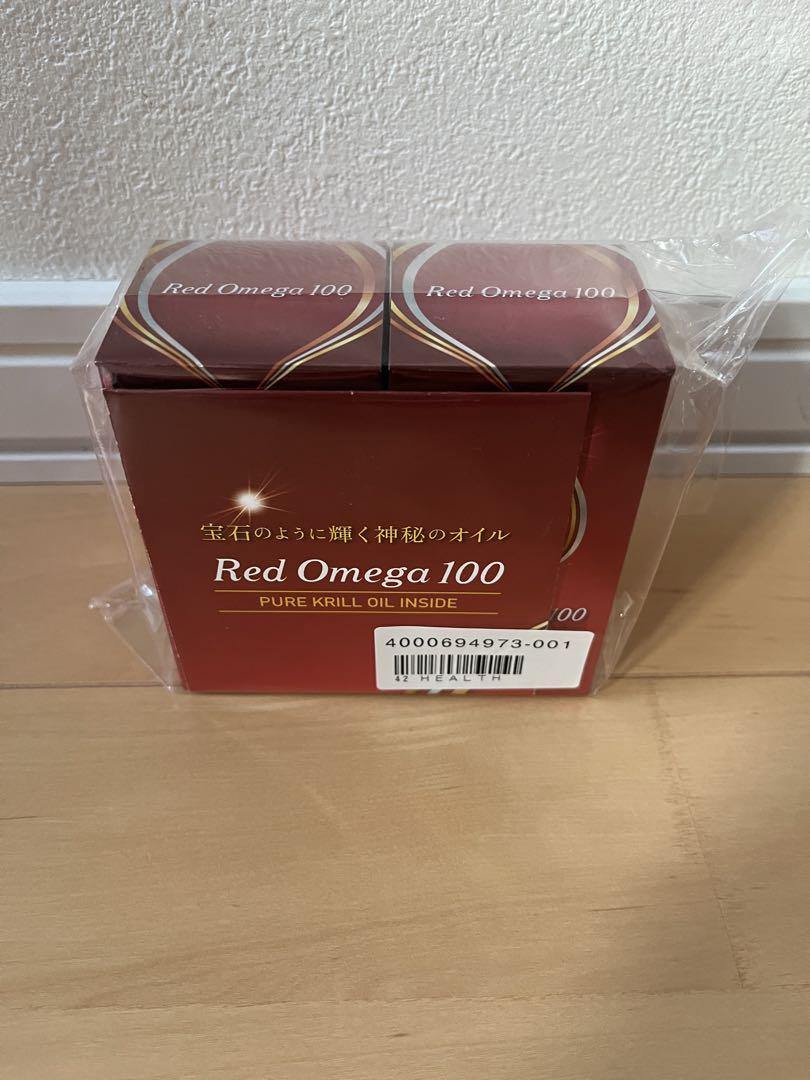 Red Omega 100
Red Omega 100
宝石のように輝く神秘のオイル
Red Omega 100
PURE KRILL OIL INSIDE
100
4000694973-001
42 HEALTH